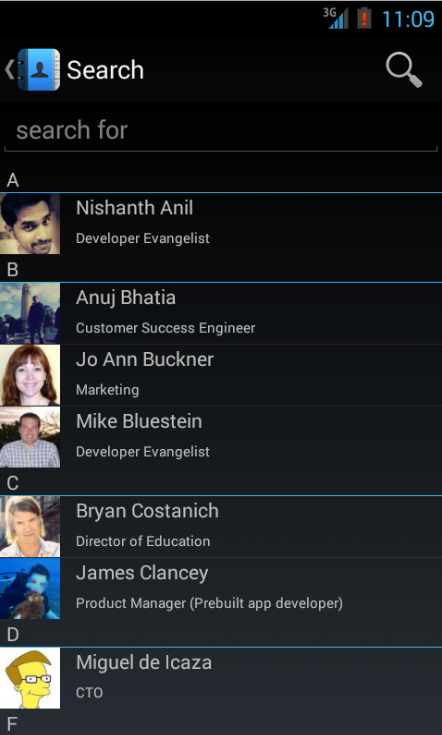 3G 11:09
Search
search for
A
Nishanth Anil
Developer Evangelist
B
Anuj Bhatia
Customer Success Engineer
Jo Ann Buckner
Marketing
Mike Bluestein
Developer Evangelist
C
Bryan Costanich
Director of Education
James Clancey
Product Manager (Prebuilt app developer)
D
Miguel de Icaza
CTO
F